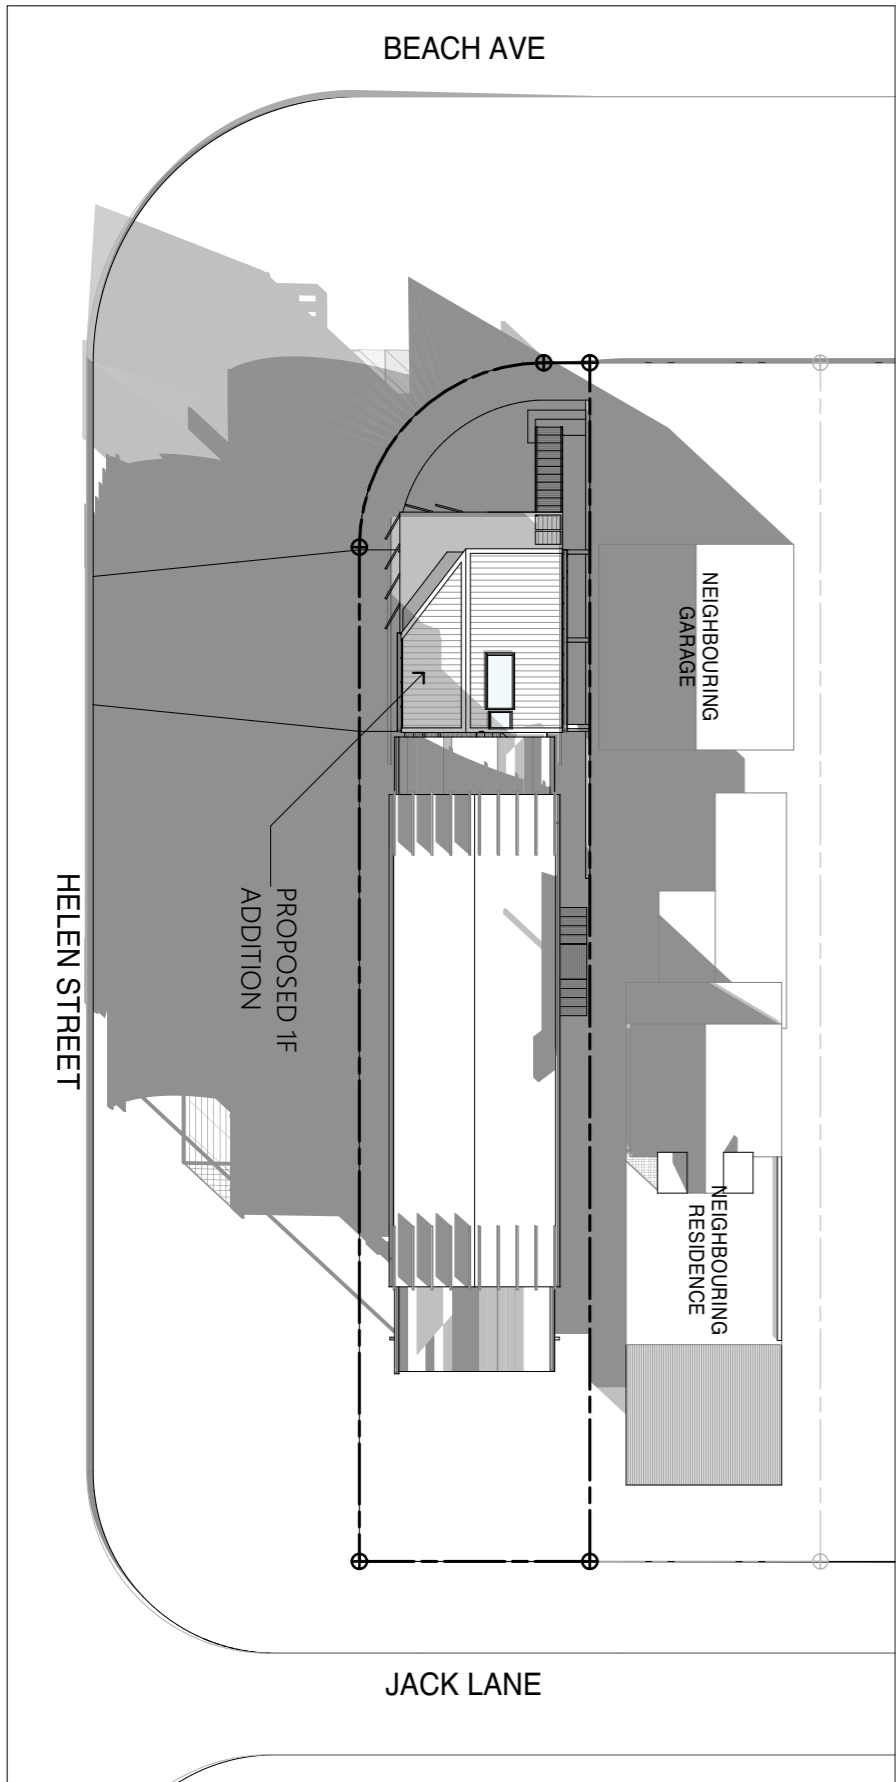 BEACH AVE
NEIGHBOURING
GARAGE
PROPOSED 1F
ADDITION
HELEN STREET
NEIGHBOURING
RESIDENCE
JACK LANE